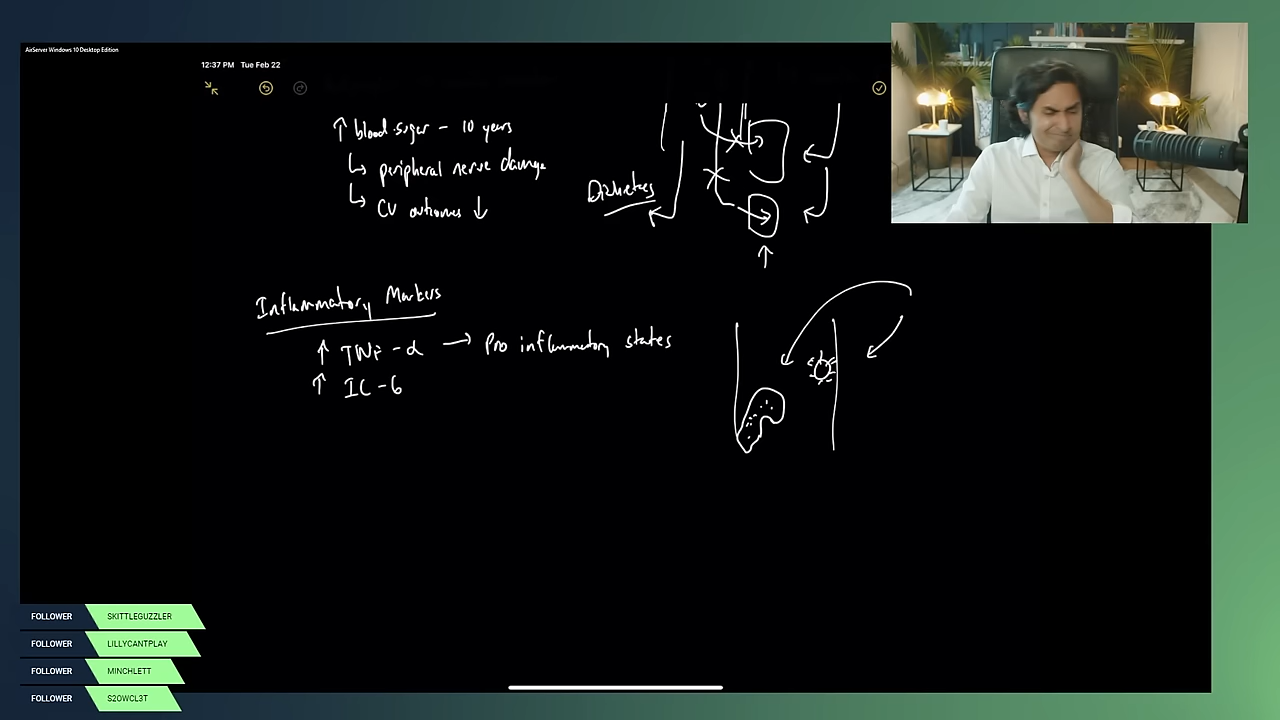 AirServer Windows 10 Desktop Edition
12:37 PM Tue Feb 22
↑ blood sugar - 10 years
↳ peripheral nerve damage
↳ CV outcomes ↓
Diabetes
Inflammatory Markers
↑ TNF-α → Pro inflammatory states
↑ IL-6
FOLLOWER SKITTLEGUZZLER
FOLLOWER LILLYCANTPLAY
FOLLOWER MINCHLETT
FOLLOWER S20WCL3T